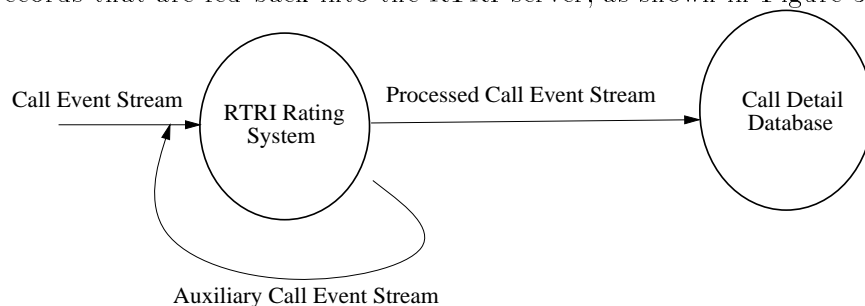 records that are fed back into the RTRI server, as shown in Figure
Call Event Stream
RTRI Rating
System
Processed Call Event Stream
Call Detail
Database
Auxiliary Call Event Stream